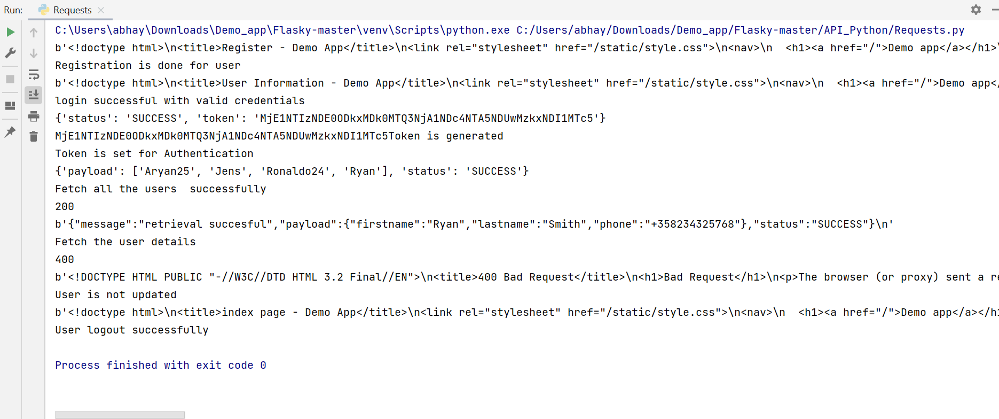 Run: Requests
C:\Users\abhay\Downloads\Demo_app\Flasky-master\venv\Scripts\python.exe C:/Users/abhay/Downloads/Demo_app/Flasky-master/API_Python/Requests.py
b'<!doctype html>\n<title>Register - Demo App</title>\n<link rel="stylesheet" href="/static/style.css">\n<nav>\n  <h1><a href="/">Demo app</a></h1>\
Registration is done for user
b'<!doctype html>\n<title>User Information - Demo App</title>\n<link rel="stylesheet" href="/static/style.css">\n<nav>\n  <h1><a href="/">Demo app</
login successful with valid credentials
{'status': 'SUCCESS', 'token': 'MjE1NTIzNDE0ODkxMDk0MTQ3NjA1NDc4NTA5NDUwMzkxNDI1MTc5'}
MjE1NTIzNDE0ODkxMDk0MTQ3NjA1NDc4NTA5NDUwMzkxNDI1MTc5Token is generated
Token is set for Authentication
{'payload': ['Aryan25', 'Jens', 'Ronaldo24', 'Ryan'], 'status': 'SUCCESS'}
Fetch all the users  successfully
200
b'{"message":"retrieval succesful","payload":{"firstname":"Ryan","lastname":"Smith","phone":"+358234325768"},"status":"SUCCESS"}\n'
Fetch the user details
400
b'<!DOCTYPE HTML PUBLIC "-//W3C//DTD HTML 3.2 Final//EN">\n<title>400 Bad Request</title>\n<h1>Bad Request</h1>\n<p>The browser (or proxy) sent a re
User is not updated
b'<!doctype html>\n<title>index page - Demo App</title>\n<link rel="stylesheet" href="/static/style.css">\n<nav>\n  <h1><a href="/">Demo app</a></h1
User logout successfully
Process finished with exit code 0